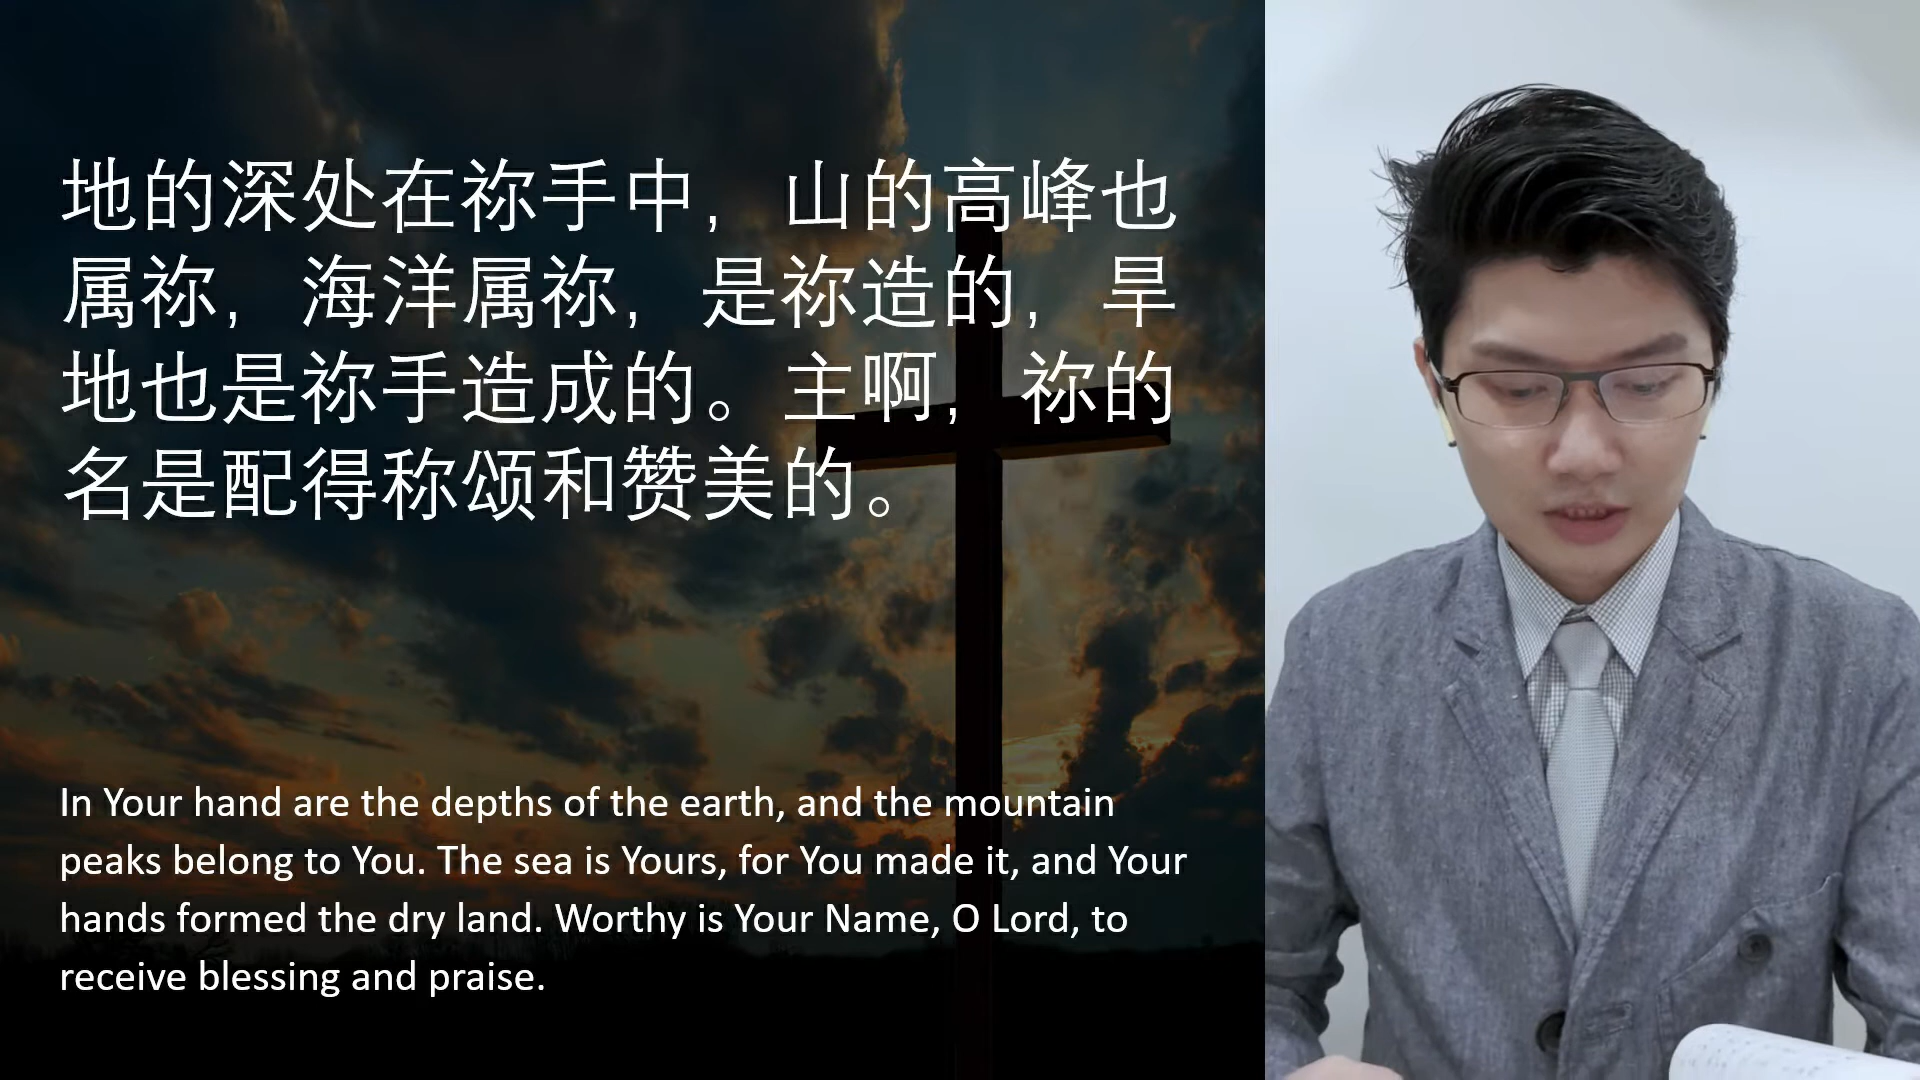 地的深处在祢手中，山的高峰也
属祢，海洋属祢，是祢造的，旱
地也是祢手造成的。主啊，祢的
名是配得称颂和赞美的。
In Your hand are the depths of the earth, and the mountain
peaks belong to You. The sea is Yours, for You made it, and Your
hands formed the dry land. Worthy is Your Name, O Lord, to
receive blessing and praise.